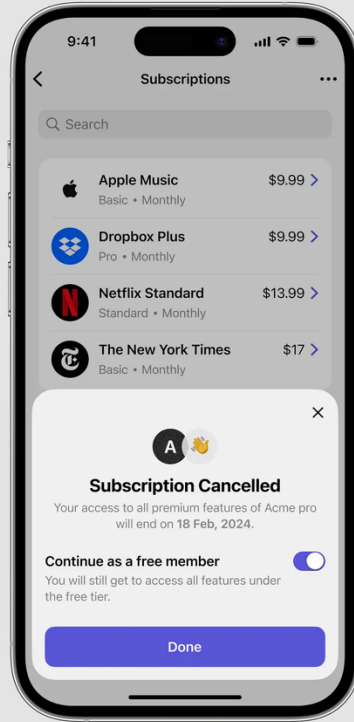 9:41
Subscriptions
Search
Apple Music
$9.99
Basic • Monthly
Dropbox Plus
$9.99
Pro • Monthly
Netflix Standard
$13.99
Standard • Monthly
The New York Times
$17
Basic • Monthly
A
Subscription Cancelled
Your access to all premium features of Acme pro
will end on 18 Feb, 2024.
Continue as a free member
You will still get to access all features under
the free tier.
Done